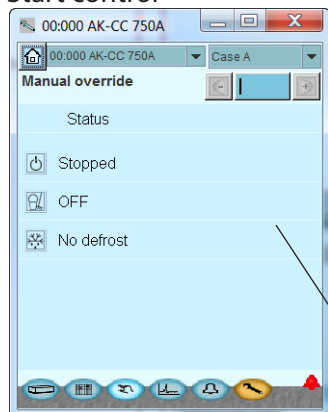 Start control
00:000 AK-CC 750A
00:000 AK-CC 750A Case A
Manual override
Status
Stopped
OFF
No defrost